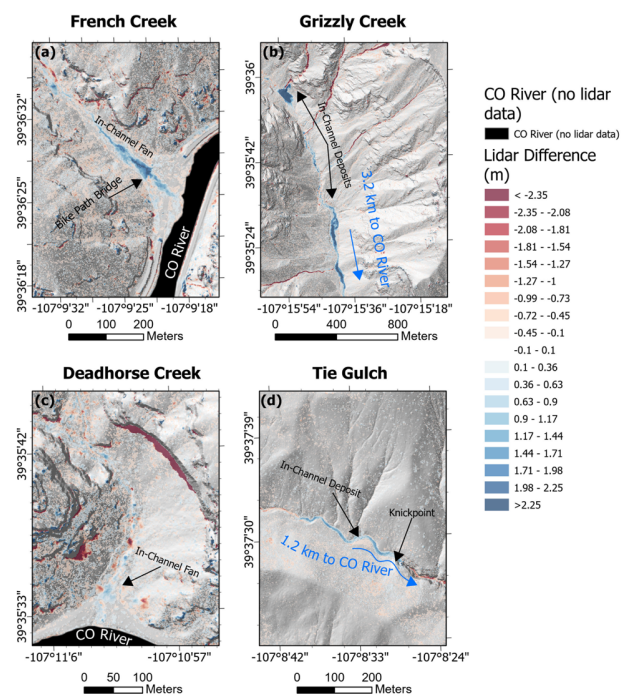 French Creek
Grizzly Creek
(a)
39°36'32"
39°36'25"
39°36'18"
In-Channel Fan
Bike Path Bridge
CO River
-107°9'32" -107°9'25" -107°9'18"
0 100 200
Meters
(b)
39°36'
39°35'42"
39°35'24"
In-Channel Deposits
3.2 km to CO River
-107°15'54" -107°15'36" -107°15'18"
0 400 800
Meters
Deadhorse Creek
Tie Gulch
(c)
39°35'42"
39°35'33"
In-Channel Fan
CO River
-107°11'6" -107°10'57"
0 50 100
Meters
(d)
39°37'39"
39°37'30"
In-Channel Deposit
Knickpoint
1.2 km to CO River
-107°8'42" -107°8'33" -107°8'24"
0 100 200
Meters
CO River (no lidar
data)
CO River (no lidar data)
Lidar Difference
(m)
< -2.35
-2.35 - -2.08
-2.08 - -1.81
-1.81 - -1.54
-1.54 - -1.27
-1.27 - -1
-0.99 - -0.73
-0.72 - -0.45
-0.45 - -0.1
-0.1 - 0.1
0.1 - 0.36
0.36 - 0.63
0.63 - 0.9
0.9 - 1.17
1.17 - 1.44
1.44 - 1.71
1.71 - 1.98
1.98 - 2.25
>2.25